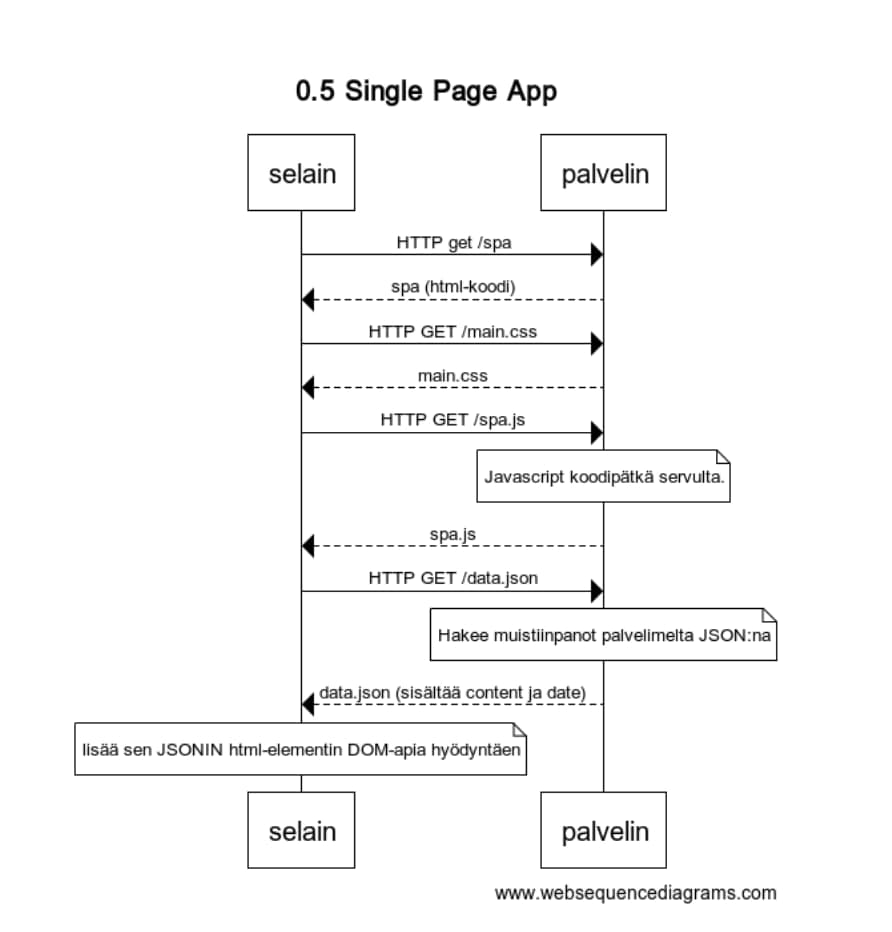 0.5 Single Page App
selain
palvelin
HTTP get /spa
spa (html-koodi)
HTTP GET /main.css
main.css
HTTP GET /spa.js
Javascript koodipätkä servulta.
spa.js
HTTP GET /data.json
Hakee muistiinpanot palvelimelta JSON:na
data.json (sisältää content ja date)
lisää sen JSONIN html-elementin DOM-apia hyödyntäen
selain
palvelin
www.websequencediagrams.com